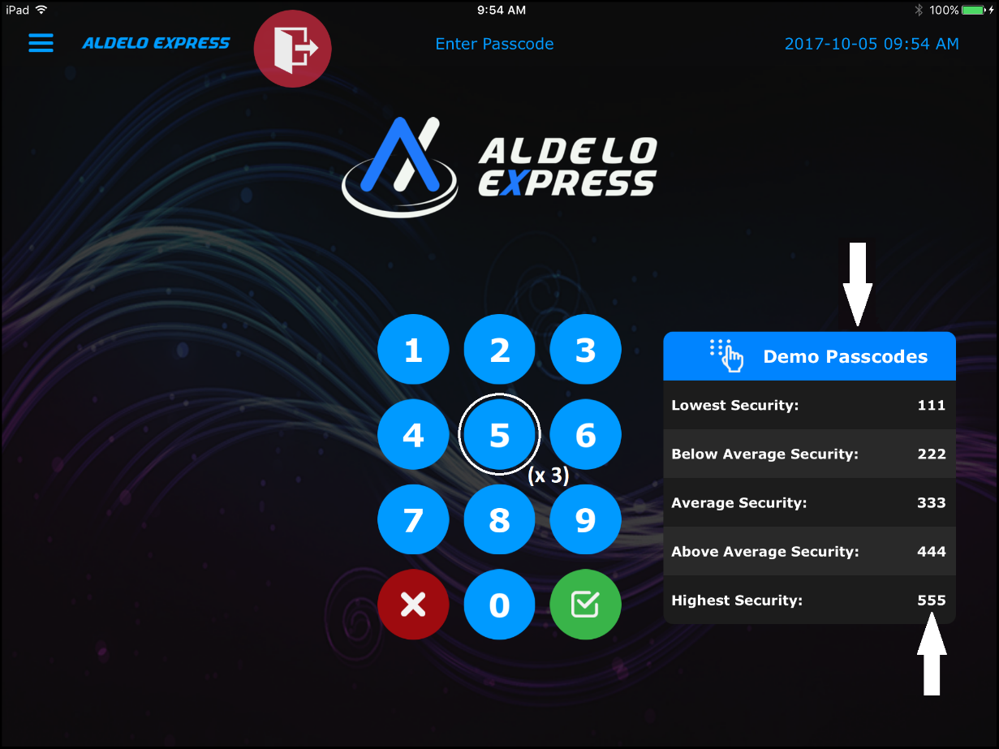 iPad 9:54 AM 100%
ALDELO EXPRESS Enter Passcode 2017-10-05 09:54 AM
ALDELO
EXPRESS
1 2 3
4 5 6
(x 3)
7 8 9
0
Demo Passcodes
Lowest Security: 111
Below Average Security: 222
Average Security: 333
Above Average Security: 444
Highest Security: 555